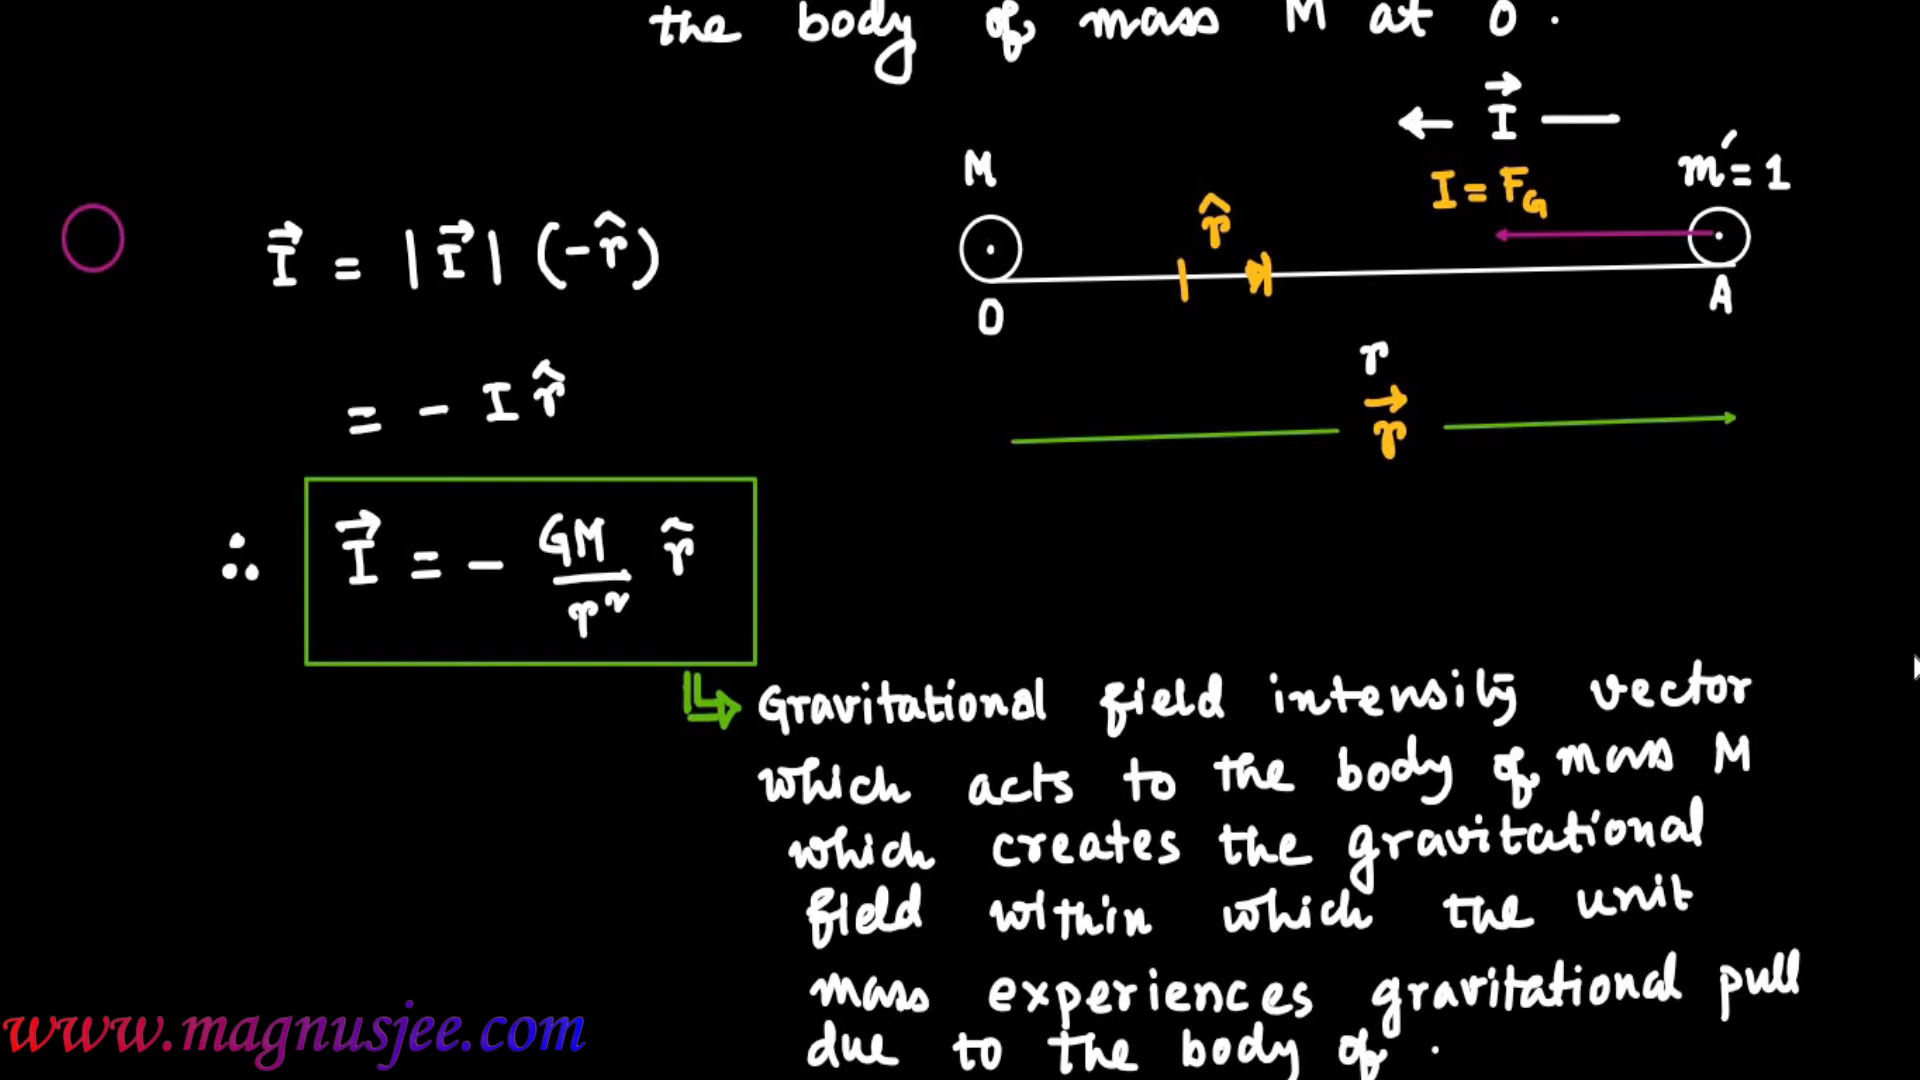 the body of mass M at O.
← I⃗ —
M
m′ = 1
I = F_G
r̂
I⃗ = |I⃗| (-r̂)
O
A
r
r⃗
= - I r̂
∴ I⃗ = - GM/r² r̂
Gravitational field intensity vector
which acts to the body of mass M
which creates the gravitational
field within which the unit
mass experiences gravitational pull
due to the body of .
www.magnusjee.com